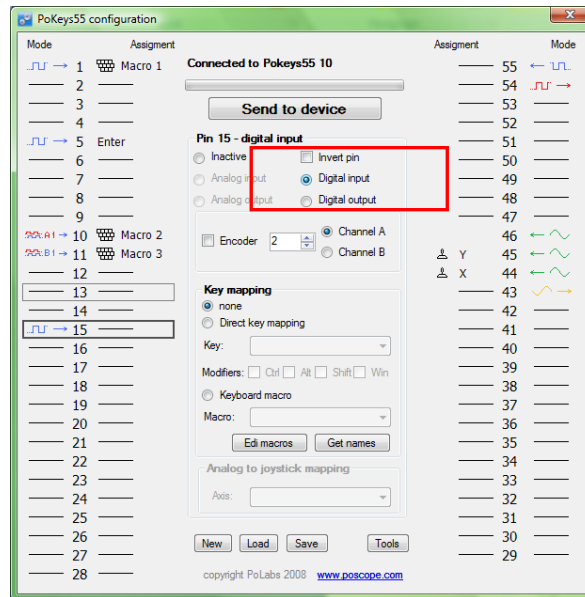 PoKeys55 configuration
Mode Assigment Assigment Mode
1 Macro 1 Connected to Pokeys55 10 55
2 54
3 Send to device 53
4 52
5 Enter Pin 15 - digital input 51
6 Inactive Invert pin 50
7 Analog input Digital input 49
8 Analog output Digital output 48
9 47
A1 10 Macro 2 Encoder 2 Channel A 46
B1 11 Macro 3 Channel B Y 45
12 X 44
13 Key mapping 43
14 none 42
15 Direct key mapping 41
16 Key: 40
17 Modifiers: Ctrl Alt Shift Win 39
18 Keyboard macro 38
19 37
20 Macro: 36
21 Edi macros Get names 35
22 Analog to joystick mapping 34
23 33
24 Axis: 32
25 31
26 New Load Save Tools 30
27 29
28 copyright PoLabs 2008 www.poscope.com